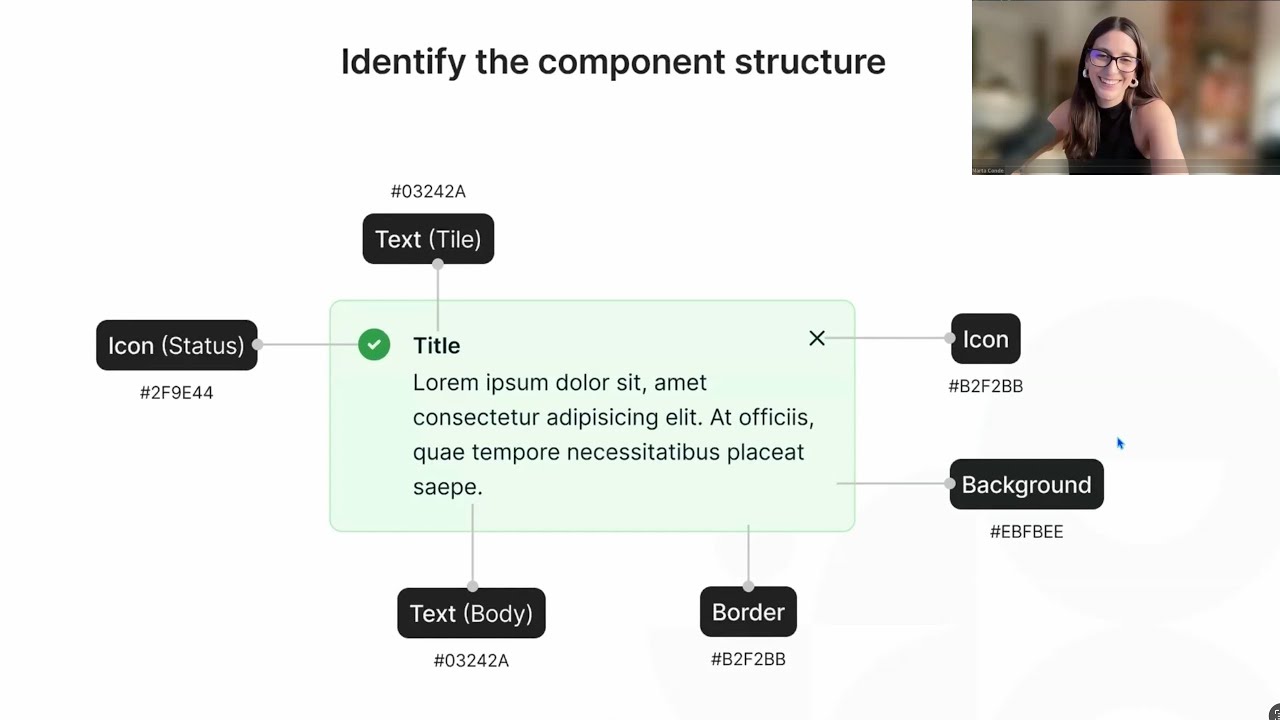 Identify the component structure
Marta Conde
#03242A
Text (Tile)
Icon (Status)
#2F9E44
Title
Lorem ipsum dolor sit, amet
consectetur adipisicing elit. At officiis,
quae tempore necessitatibus placeat
saepe.
Icon
#B2F2BB
Background
#EBFBEE
Text (Body)
#03242A
Border
#B2F2BB